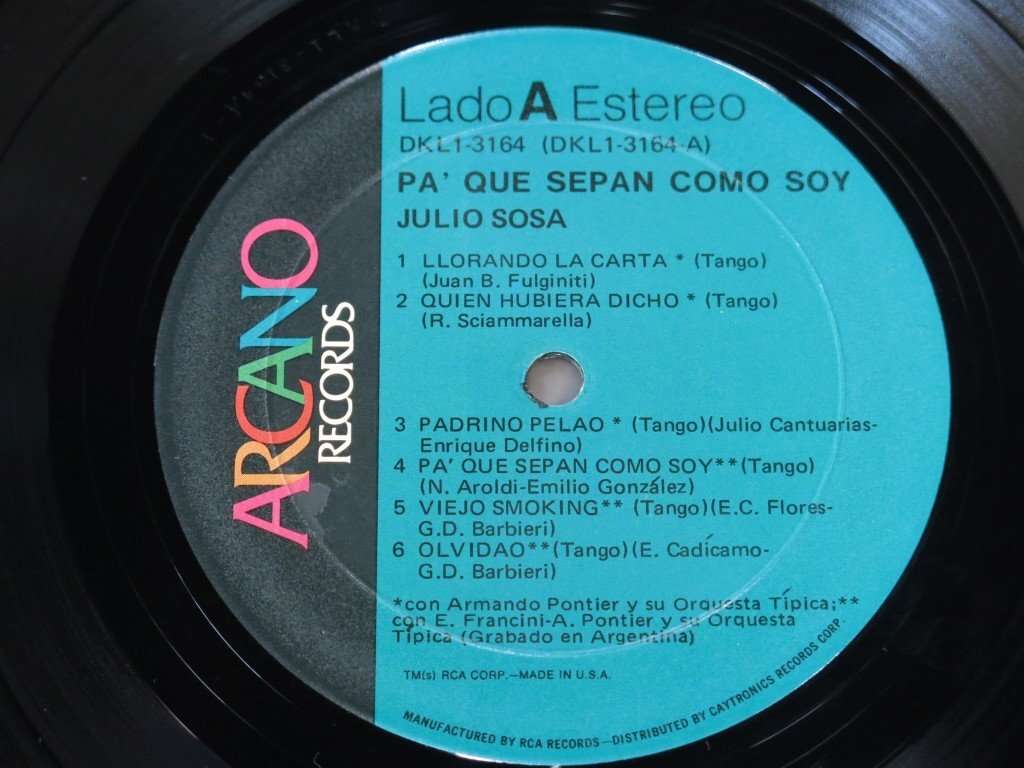 ARCANO
RECORDS
Lado A Estereo
DKL1-3164 (DKL1-3164-A)
PA' QUE SEPAN COMO SOY
JULIO SOSA
1 LLORANDO LA CARTA * (Tango)
(Juan B. Fulginiti)
2 QUIEN HUBIERA DICHO * (Tango)
(R. Sciammarella)
3 PADRINO PELAO * (Tango)(Julio Cantuarias-
Enrique Delfino)
4 PA' QUE SEPAN COMO SOY**(Tango)
(N. Aroldi-Emilio González)
5 VIEJO SMOKING** (Tango)(E.C. Flores-
G.D. Barbieri)
6 OLVIDAO**(Tango)(E. Cadícamo-
G.D. Barbieri)
*con Armando Pontier y su Orquesta Típica;**
con E. Francini-A. Pontier y su Orquesta
Típica (Grabado en Argentina)
TM(s) RCA CORP.—MADE IN U.S.A.
MANUFACTURED BY RCA RECORDS—DISTRIBUTED BY CAYTRONICS RECORDS CORP.